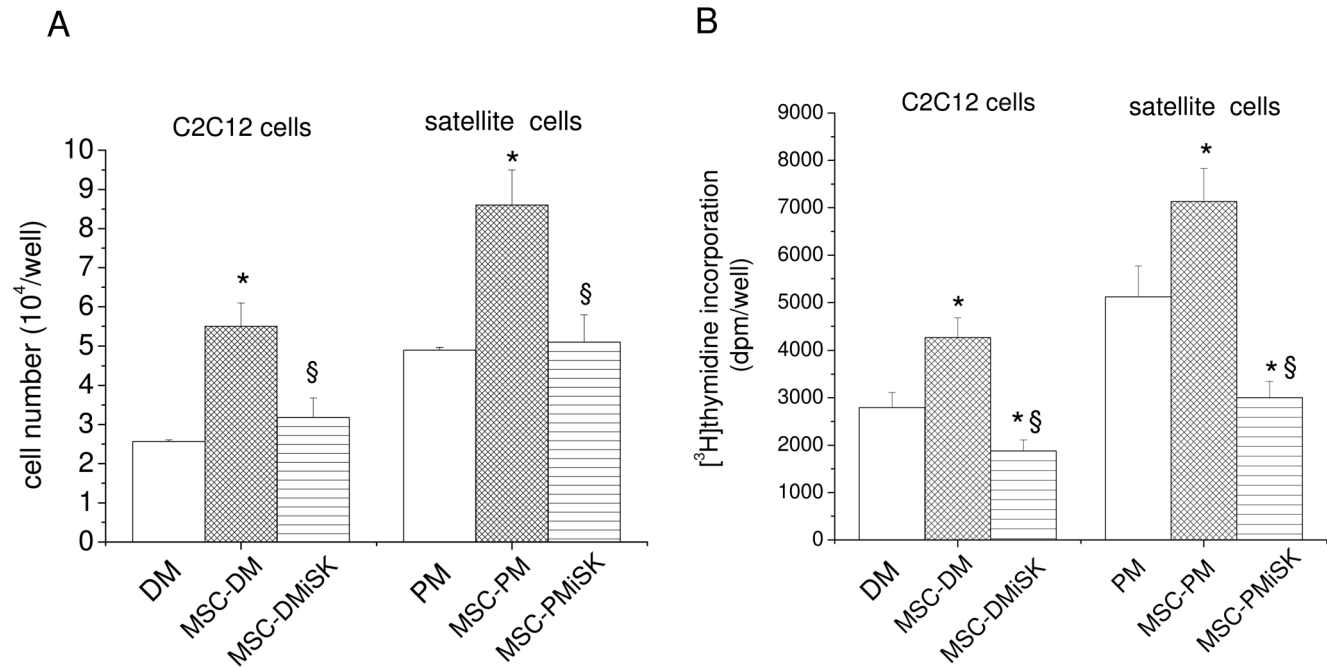 A
C2C12 cells
satellite cells
cell number (10⁴/well)
10
9
8
7
6
5
4
3
2
1
0
*
§
*
§
DM
MSC-DM
MSC-DMiSK
PM
MSC-PM
MSC-PMiSK
B
C2C12 cells
satellite cells
[³H]thymidine incorporation
(dpm/well)
9000
8000
7000
6000
5000
4000
3000
2000
1000
0
*
* §
*
* §
DM
MSC-DM
MSC-DMiSK
PM
MSC-PM
MSC-PMiSK